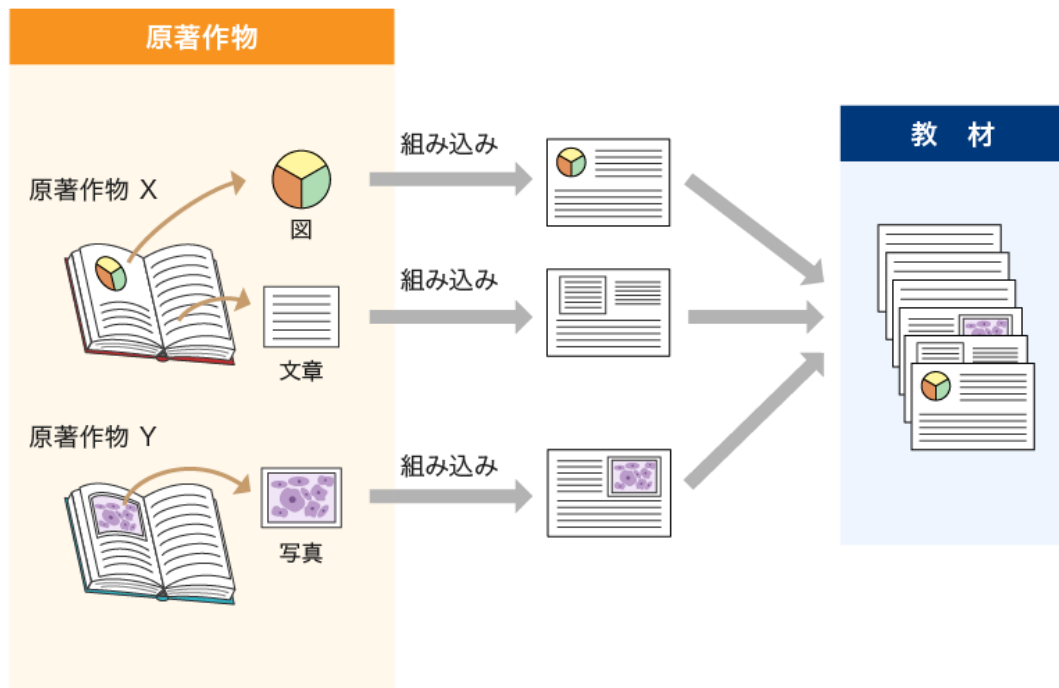 原著作物
教 材
原著作物 X
組み込み
図
組み込み
文章
原著作物 Y
組み込み
写真